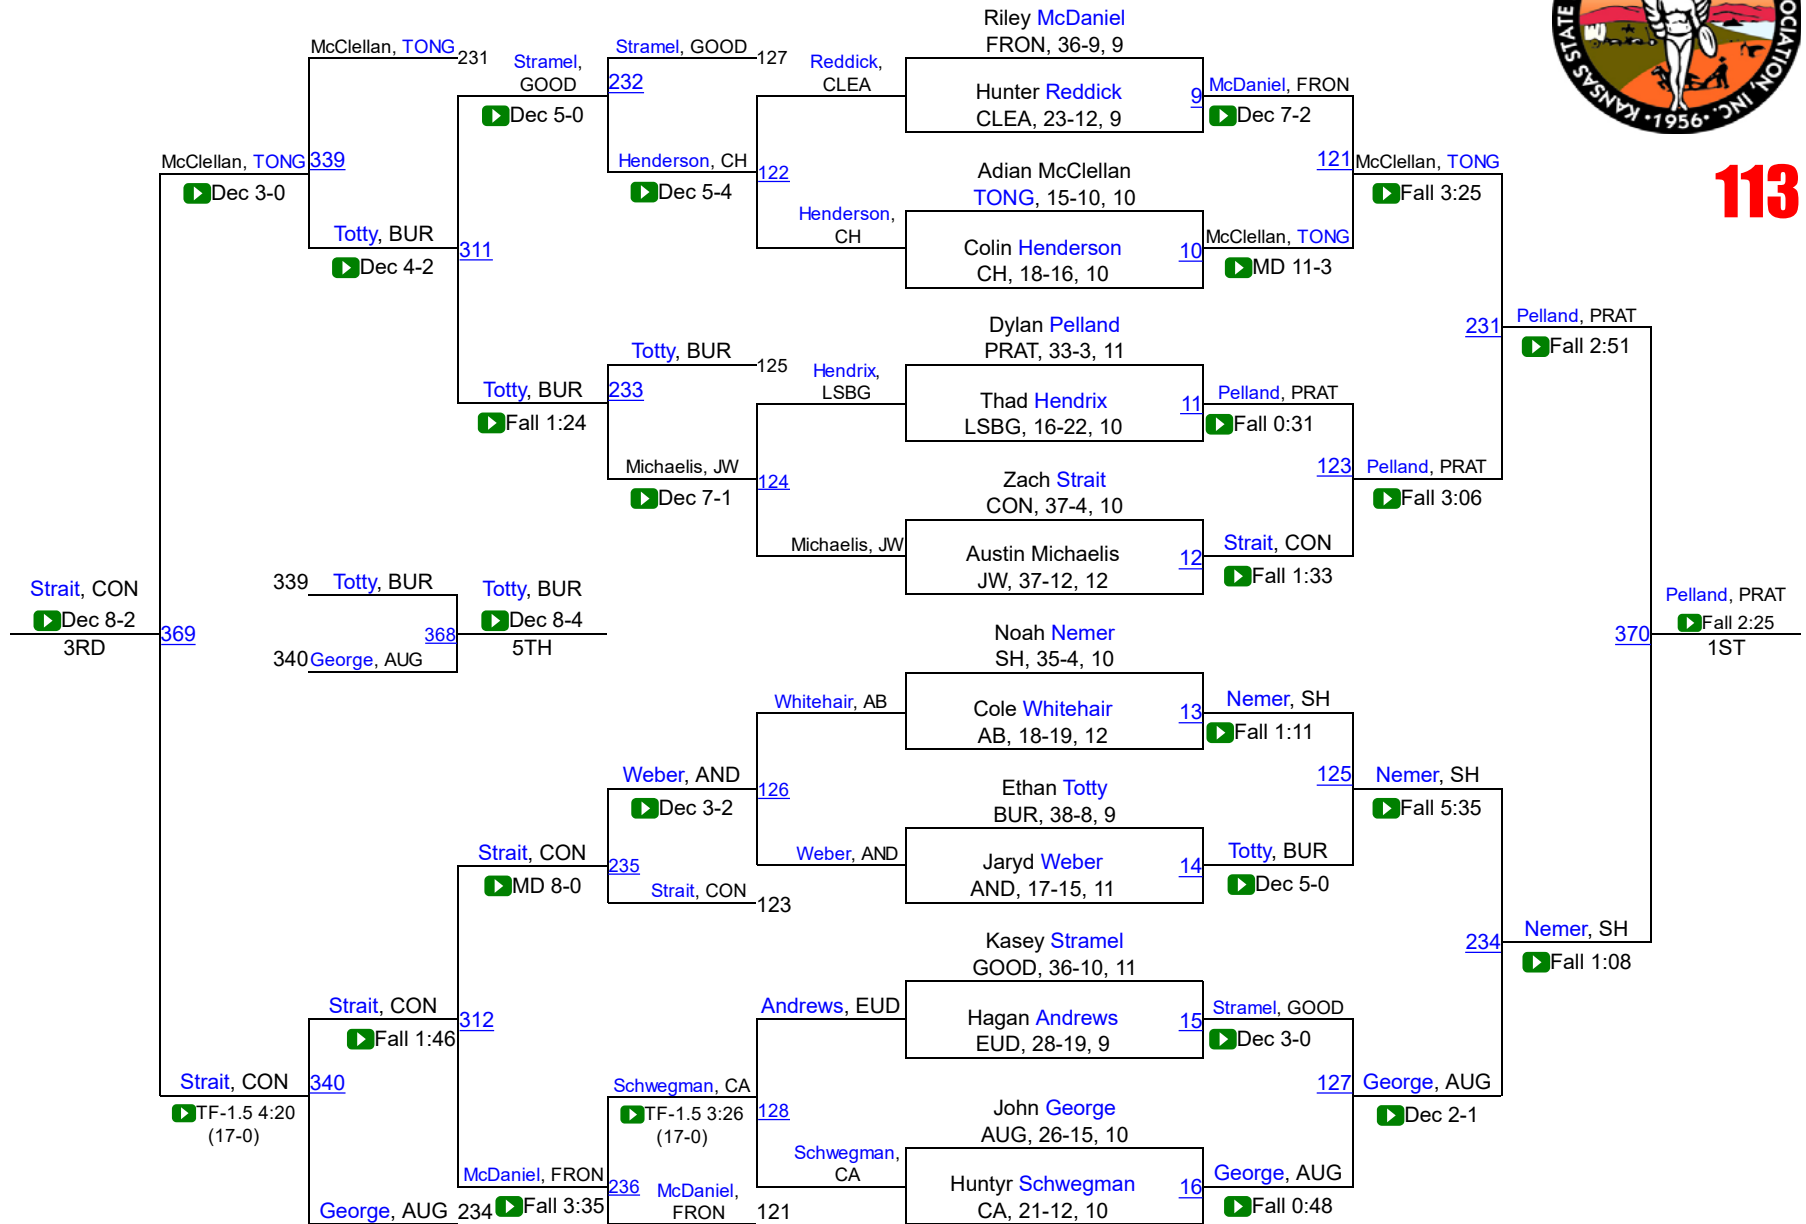 Riley McDaniel
FRON, 36-9, 9
Hunter Reddick
CLEA, 23-12, 9
9
Adian McClellan
TONG, 15-10, 10
Colin Henderson
CH, 18-16, 10
10
Dylan Pelland
PRAT, 33-3, 11
Thad Hendrix
LSBG, 16-22, 10
11
Zach Strait
CON, 37-4, 10
Austin Michaelis
JW, 37-12, 12
12
Noah Nemer
SH, 35-4, 10
Cole Whitehair
AB, 18-19, 12
13
Ethan Totty
BUR, 38-8, 9
Jaryd Weber
AND, 17-15, 11
14
Kasey Stramel
GOOD, 36-10, 11
Hagan Andrews
EUD, 28-19, 9
15
John George
AUG, 26-15, 10
Huntyr Schwegman
CA, 21-12, 10
16
McDaniel, FRON
Dec 7-2
121
McClellan, TONG
MD 11-3
Pelland, PRAT
Fall 0:31
123
Strait, CON
Fall 1:33
Nemer, SH
Fall 1:11
125
Totty, BUR
Dec 5-0
Stramel, GOOD
Dec 3-0
127
George, AUG
Fall 0:48
McClellan, TONG
Fall 3:25
231
Pelland, PRAT
Fall 3:06
Nemer, SH
Fall 5:35
234
George, AUG
Dec 2-1
Pelland, PRAT
Fall 2:51
370
Nemer, SH
Fall 1:08
Pelland, PRAT
Fall 2:25
1ST
KANSAS STATE
OCIATION, INC.
•1956•
113
Reddick,
CLEA
122
Henderson,
CH
Hendrix,
LSBG
124
Michaelis, JW
Whitehair, AB
126
Weber, AND
Andrews, EUD
128
Schwegman,
CA
Stramel, GOOD
127
232
Henderson, CH
Dec 5-4
Totty, BUR
125
233
Michaelis, JW
Dec 7-1
Weber, AND
Dec 3-2
235
Strait, CON
123
Schwegman, CA
TF-1.5 3:26
(17-0)
236
McDaniel,
FRON
121
Stramel,
GOOD
Dec 5-0
311
Totty, BUR
Fall 1:24
Strait, CON
MD 8-0
312
McDaniel, FRON
Fall 3:35
McClellan, TONG
231
339
Totty, BUR
Dec 4-2
Strait, CON
Fall 1:46
340
George, AUG
234
McClellan, TONG
Dec 3-0
369
Strait, CON
TF-1.5 4:20
(17-0)
Strait, CON
Dec 8-2
3RD
339
Totty, BUR
368
340
George, AUG
Totty, BUR
Dec 8-4
5TH